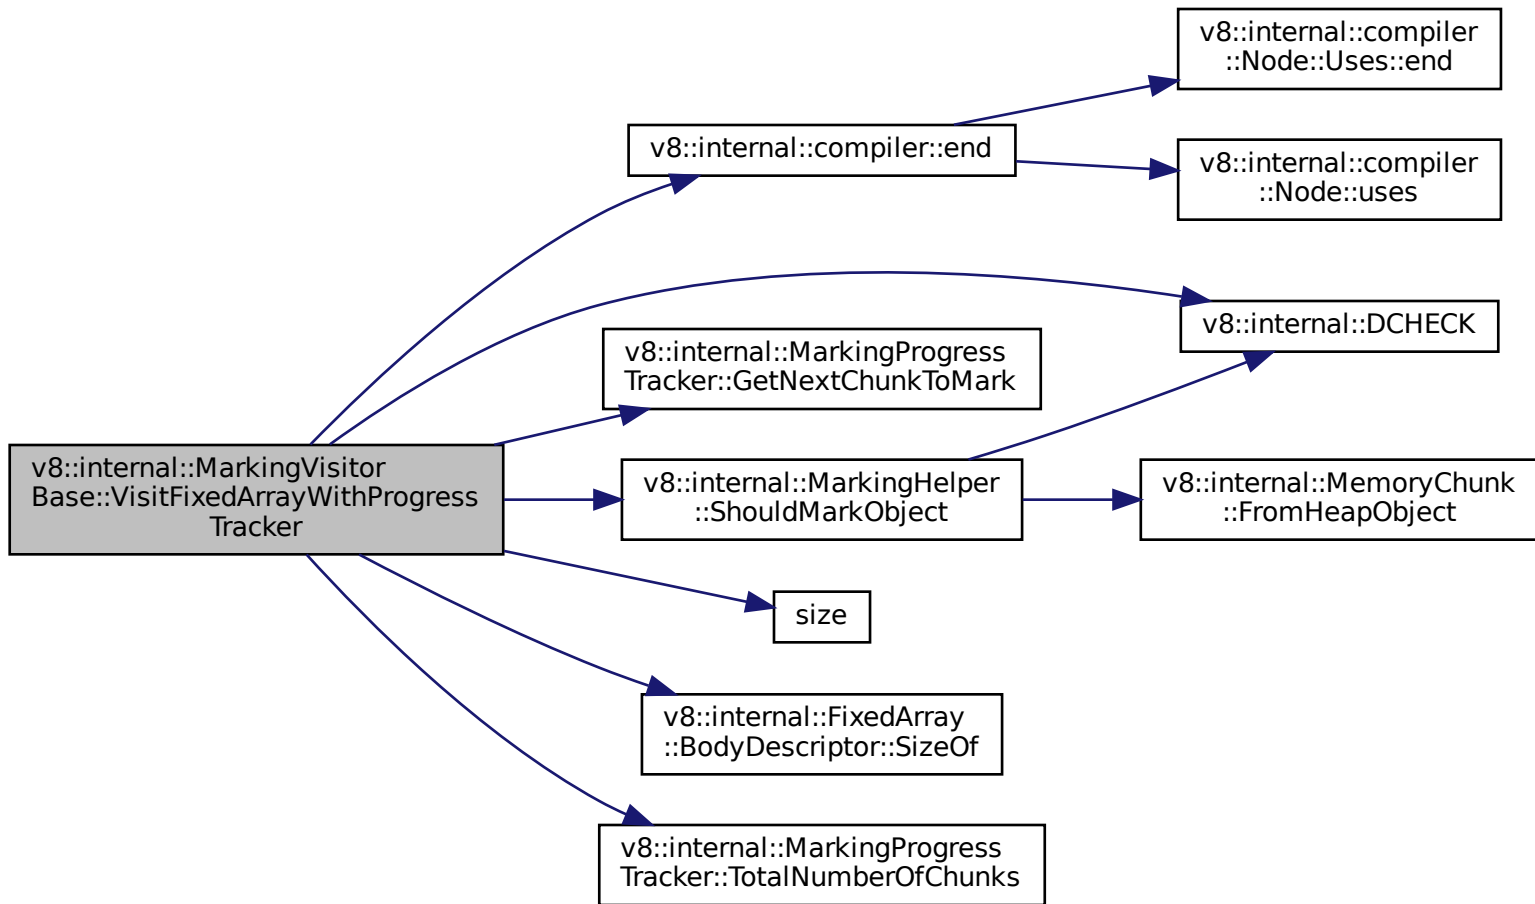 v8::internal::compiler
::Node::Uses::end
v8::internal::compiler::end
v8::internal::compiler
::Node::uses
v8::internal::DCHECK
v8::internal::MarkingProgress
Tracker::GetNextChunkToMark
v8::internal::MarkingVisitor
Base::VisitFixedArrayWithProgress
Tracker
v8::internal::MarkingHelper
::ShouldMarkObject
v8::internal::MemoryChunk
::FromHeapObject
size
v8::internal::FixedArray
::BodyDescriptor::SizeOf
v8::internal::MarkingProgress
Tracker::TotalNumberOfChunks